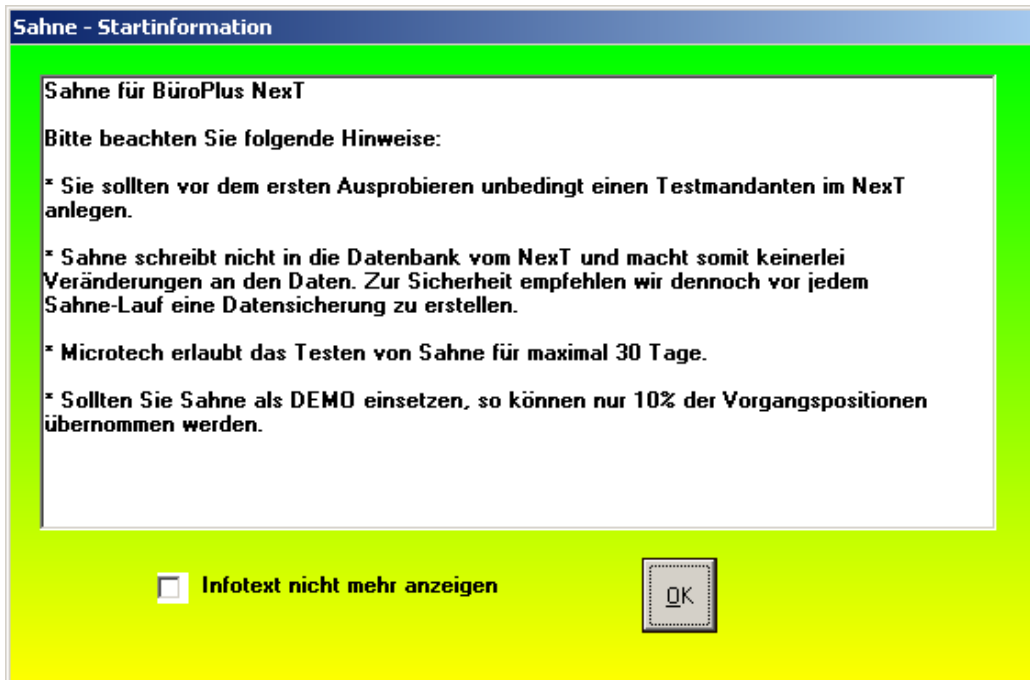 Sahne - Startinformation
Sahne für BüroPlus NexT
Bitte beachten Sie folgende Hinweise:
* Sie sollten vor dem ersten Ausprobieren unbedingt einen Testmandanten im NexT
anlegen.
* Sahne schreibt nicht in die Datenbank vom NexT und macht somit keinerlei
Veränderungen an den Daten. Zur Sicherheit empfehlen wir dennoch vor jedem
Sahne-Lauf eine Datensicherung zu erstellen.
* Microtech erlaubt das Testen von Sahne für maximal 30 Tage.
* Sollten Sie Sahne als DEMO einsetzen, so können nur 10% der Vorgangspositionen
übernommen werden.
Infotext nicht mehr anzeigen
OK